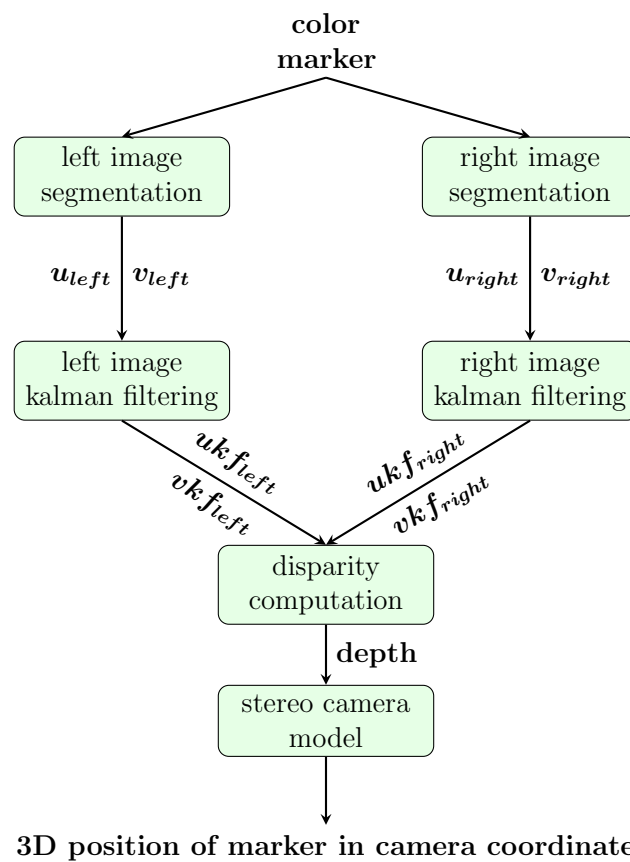 color
marker
left image
segmentation
right image
segmentation
u_left v_left
u_right v_right
left image
kalman filtering
right image
kalman filtering
ukf_left
vkf_left
ukf_right
vkf_right
disparity
computation
depth
stereo camera
model
3D position of marker in camera coordinate